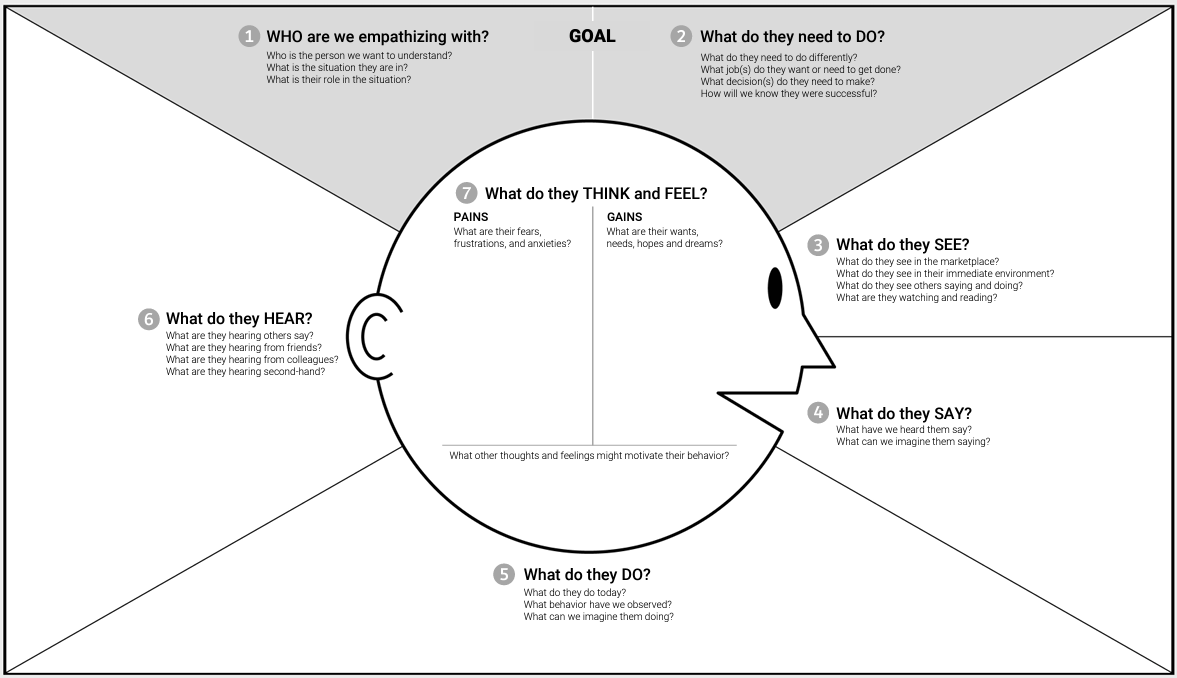 GOAL
1 WHO are we empathizing with?
Who is the person we want to understand?
What is the situation they are in?
What is their role in the situation?
2 What do they need to DO?
What do they need to do differently?
What job(s) do they want or need to get done?
What decision(s) do they need to make?
How will we know they were successful?
3 What do they SEE?
What do they see in the marketplace?
What do they see in their immediate environment?
What do they see others saying and doing?
What are they watching and reading?
4 What do they SAY?
What have we heard them say?
What can we imagine them saying?
5 What do they DO?
What do they do today?
What behavior have we observed?
What can we imagine them doing?
6 What do they HEAR?
What are they hearing others say?
What are they hearing from friends?
What are they hearing from colleagues?
What are they hearing second-hand?
7 What do they THINK and FEEL?
PAINS
What are their fears,
frustrations, and anxieties?
GAINS
What are their wants,
needs, hopes and dreams?
What other thoughts and feelings might motivate their behavior?